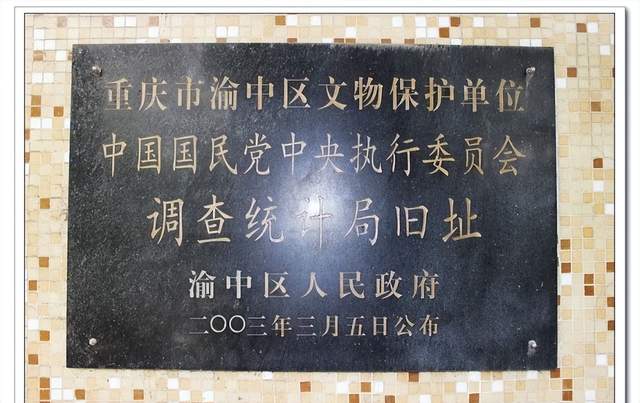 重庆市渝中区文物保护单位
中国国民党中央执行委员会
调查统计局旧址
渝中区人民政府
二〇〇三年三月五日公布